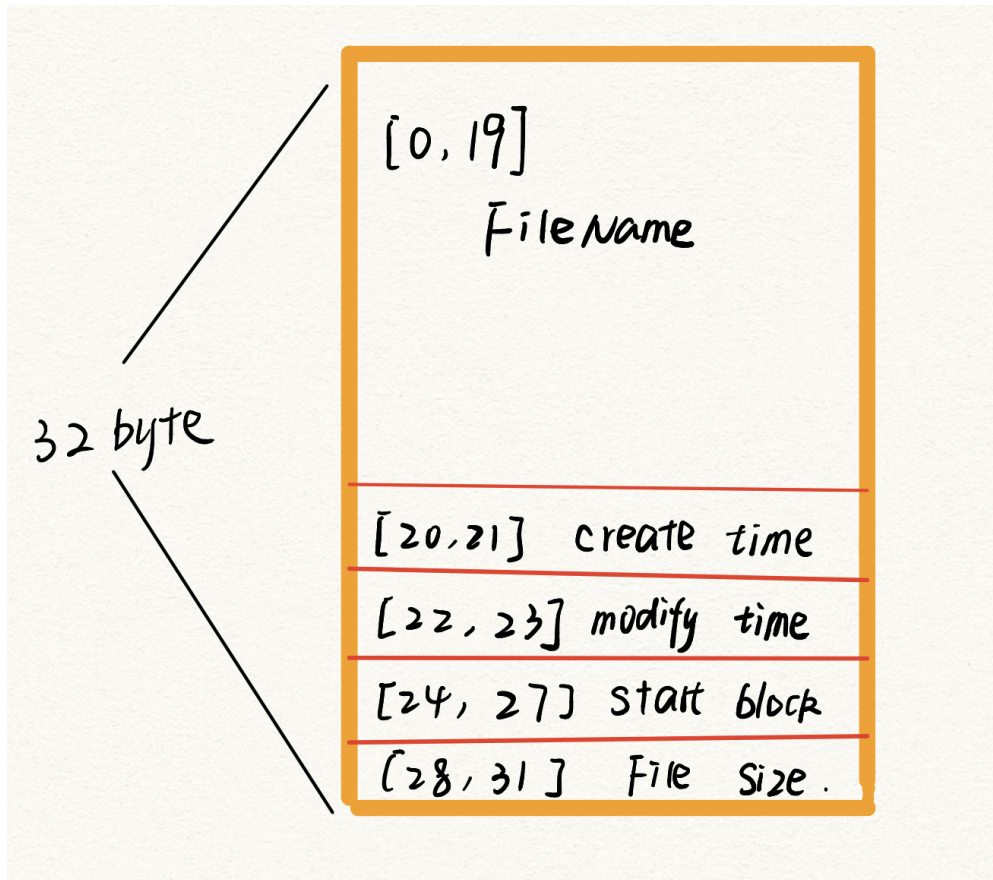 [0, 19]
FileName
32 byte
[20,21] create time
[22, 23] modify time
[24, 27] start block
[28, 31] File Size.